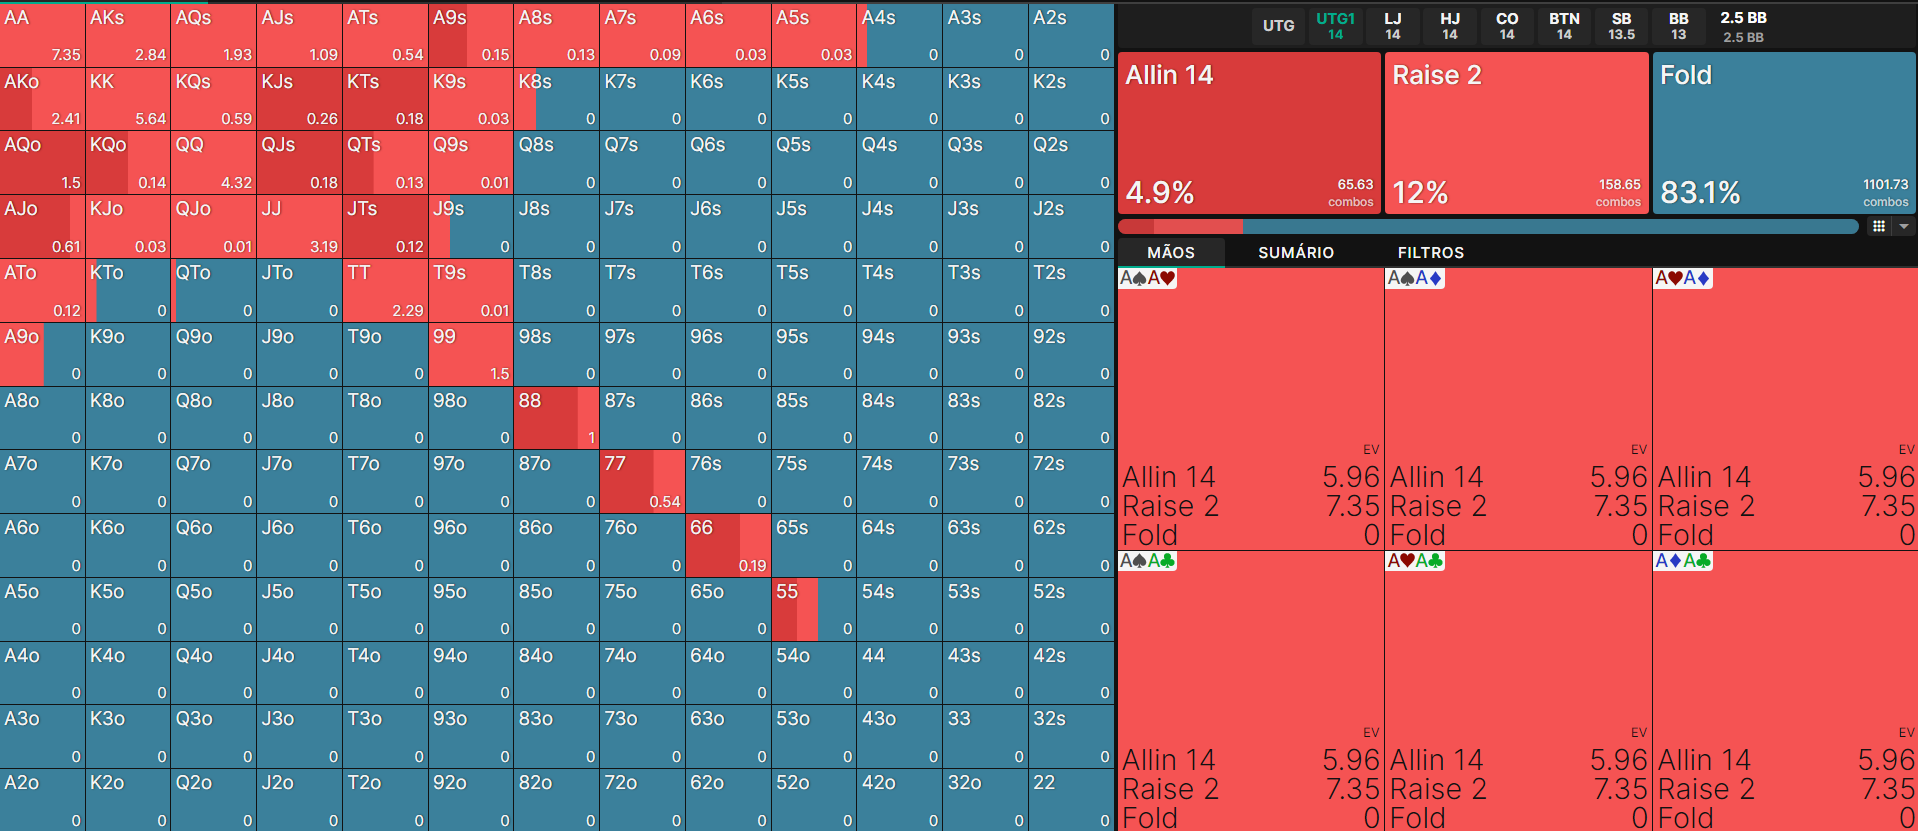 UTG UTG1 LJ HJ CO BTN SB BB 2.5 BB
14 14 14 14 14 13.5 13 2.5 BB
AA AKs AQs AJs ATs A9s A8s A7s A6s A5s A4s A3s A2s
7.35 2.84 1.93 1.09 0.54 0.15 0.13 0.09 0.03 0.03 0 0 0
AKo KK KQs KJs KTs K9s K8s K7s K6s K5s K4s K3s K2s
2.41 5.64 0.59 0.26 0.18 0.03 0 0 0 0 0 0 0
AQo KQo QQ QJs QTs Q9s Q8s Q7s Q6s Q5s Q4s Q3s Q2s
1.5 0.14 4.32 0.18 0.13 0.01 0 0 0 0 0 0 0
AJo KJo QJo JJ JTs J9s J8s J7s J6s J5s J4s J3s J2s
0.61 0.03 0.01 3.19 0.12 0 0 0 0 0 0 0 0
ATo KTo QTo JTo TT T9s T8s T7s T6s T5s T4s T3s T2s
0.12 0 0 0 2.29 0.01 0 0 0 0 0 0 0
A9o K9o Q9o J9o T9o 99 98s 97s 96s 95s 94s 93s 92s
0 0 0 0 0 1.5 0 0 0 0 0 0 0
A8o K8o Q8o J8o T8o 98o 88 87s 86s 85s 84s 83s 82s
0 0 0 0 0 0 1 0 0 0 0 0 0
A7o K7o Q7o J7o T7o 97o 87o 77 76s 75s 74s 73s 72s
0 0 0 0 0 0 0 0.54 0 0 0 0 0
A6o K6o Q6o J6o T6o 96o 86o 76o 66 65s 64s 63s 62s
0 0 0 0 0 0 0 0 0.19 0 0 0 0
A5o K5o Q5o J5o T5o 95o 85o 75o 65o 55 54s 53s 52s
0 0 0 0 0 0 0 0 0 0 0 0 0
A4o K4o Q4o J4o T4o 94o 84o 74o 64o 54o 44 43s 42s
0 0 0 0 0 0 0 0 0 0 0 0 0
A3o K3o Q3o J3o T3o 93o 83o 73o 63o 53o 43o 33 32s
0 0 0 0 0 0 0 0 0 0 0 0 0
A2o K2o Q2o J2o T2o 92o 82o 72o 62o 52o 42o 32o 22
0 0 0 0 0 0 0 0 0 0 0 0 0
Allin 14 Raise 2 Fold
4.9% 65.63 combos 12% 158.65 combos 83.1% 1101.73 combos
MÃOS SUMÁRIO FILTROS
A♠A♥ A♠A♦ A♥A♦
EV EV EV
Allin 14 5.96 Allin 14 5.96 Allin 14 5.96
Raise 2 7.35 Raise 2 7.35 Raise 2 7.35
Fold 0 Fold 0 Fold 0
A♠A♣ A♥A♣ A♦A♣
EV EV EV
Allin 14 5.96 Allin 14 5.96 Allin 14 5.96
Raise 2 7.35 Raise 2 7.35 Raise 2 7.35
Fold 0 Fold 0 Fold 0